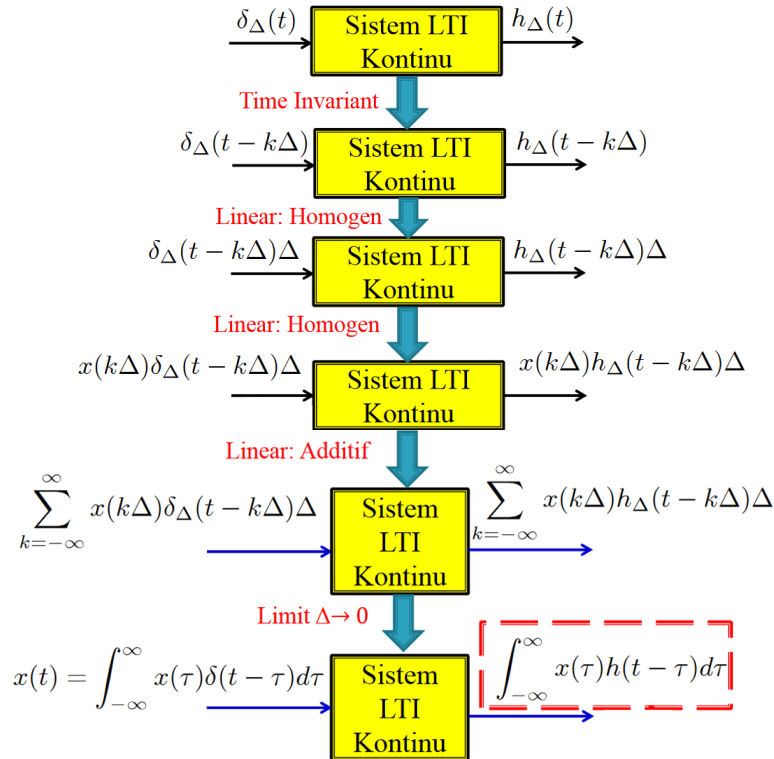 δ_Δ(t) Sistem LTI Kontinu h_Δ(t)
Time Invariant
δ_Δ(t − kΔ) Sistem LTI Kontinu h_Δ(t − kΔ)
Linear: Homogen
δ_Δ(t − kΔ)Δ Sistem LTI Kontinu h_Δ(t − kΔ)Δ
Linear: Homogen
x(kΔ)δ_Δ(t − kΔ)Δ Sistem LTI Kontinu x(kΔ)h_Δ(t − kΔ)Δ
Linear: Additif
∑_{k=−∞}^{∞} x(kΔ)δ_Δ(t − kΔ)Δ Sistem LTI Kontinu ∑_{k=−∞}^{∞} x(kΔ)h_Δ(t − kΔ)Δ
Limit Δ→ 0
x(t) = ∫_{−∞}^{∞} x(τ)δ(t − τ)dτ Sistem LTI Kontinu ∫_{−∞}^{∞} x(τ)h(t − τ)dτ